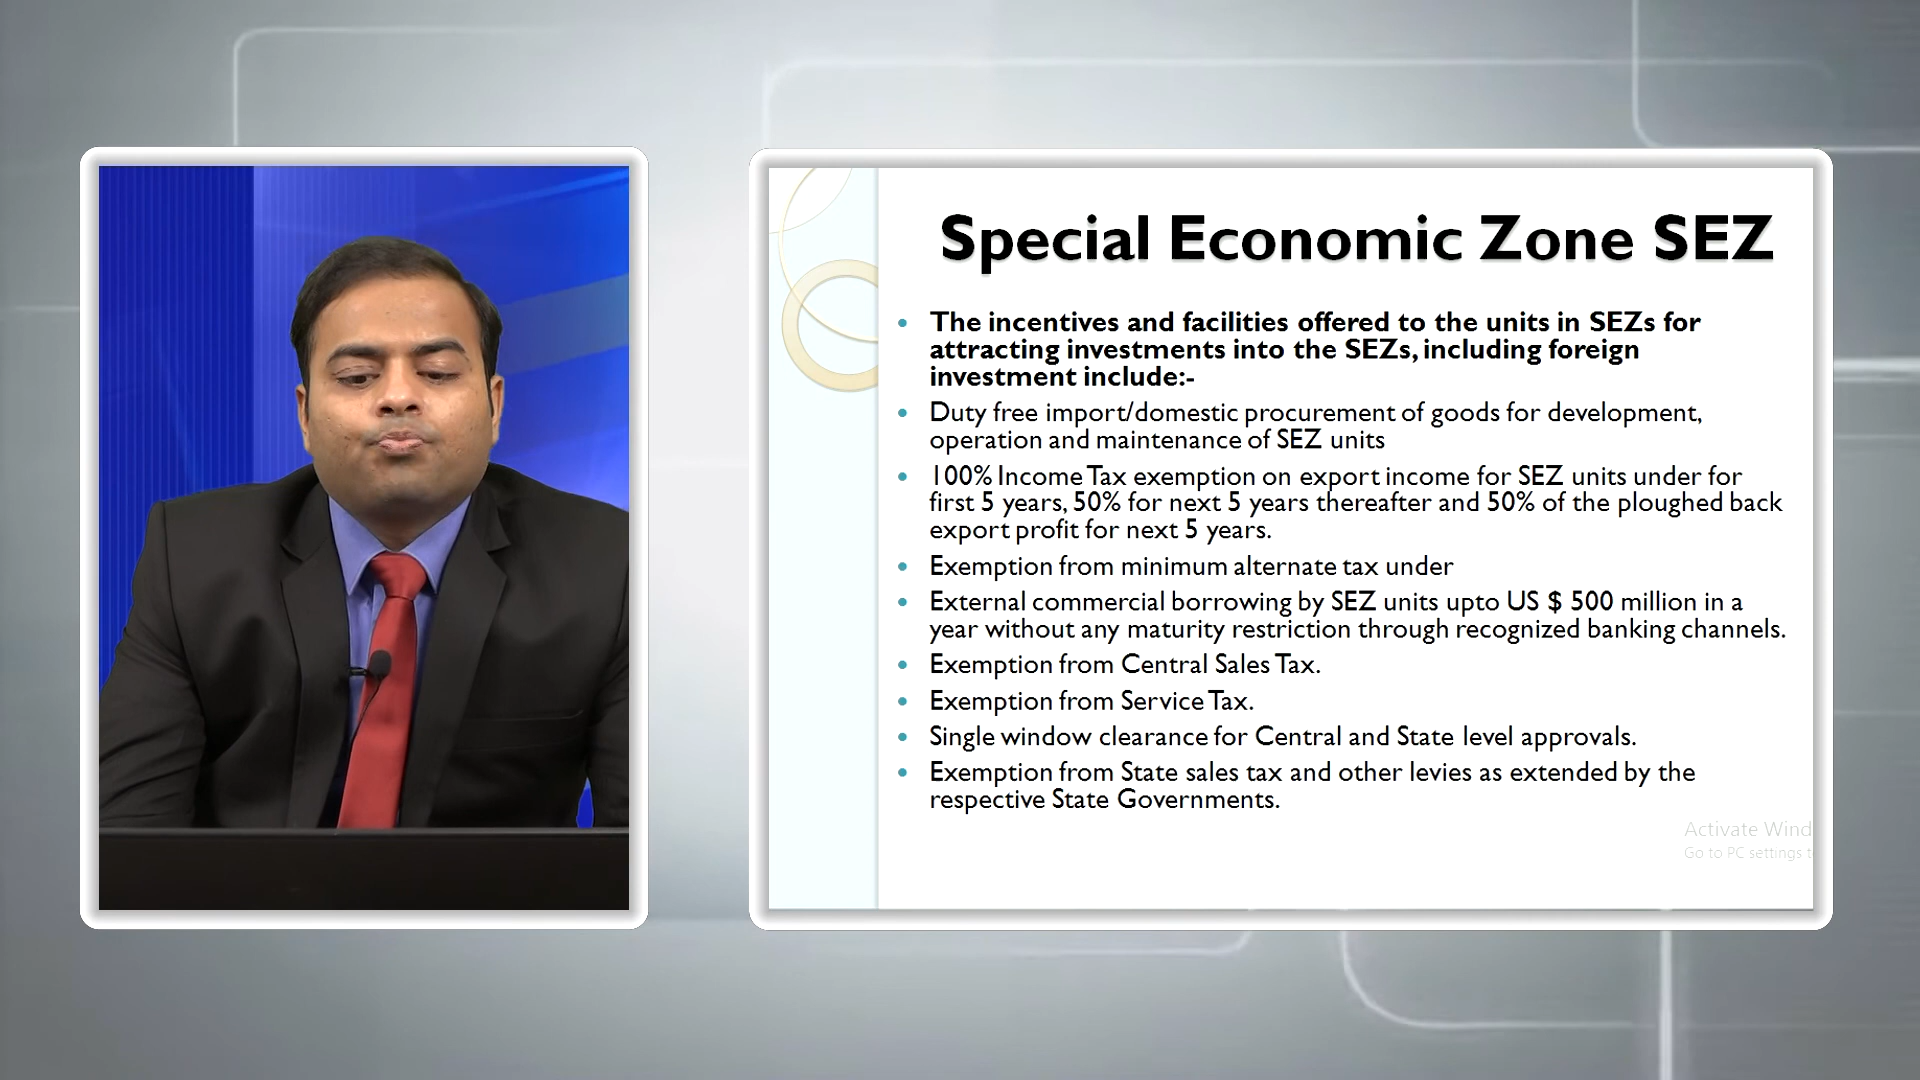 Special Economic Zone SEZ
• The incentives and facilities offered to the units in SEZs for
attracting investments into the SEZs, including foreign
investment include:-
• Duty free import/domestic procurement of goods for development,
operation and maintenance of SEZ units
• 100% Income Tax exemption on export income for SEZ units under for
first 5 years, 50% for next 5 years thereafter and 50% of the ploughed back
export profit for next 5 years.
• Exemption from minimum alternate tax under
• External commercial borrowing by SEZ units upto US $ 500 million in a
year without any maturity restriction through recognized banking channels.
• Exemption from Central Sales Tax.
• Exemption from Service Tax.
• Single window clearance for Central and State level approvals.
• Exemption from State sales tax and other levies as extended by the
respective State Governments.
Activate Wind
Go to PC settings t